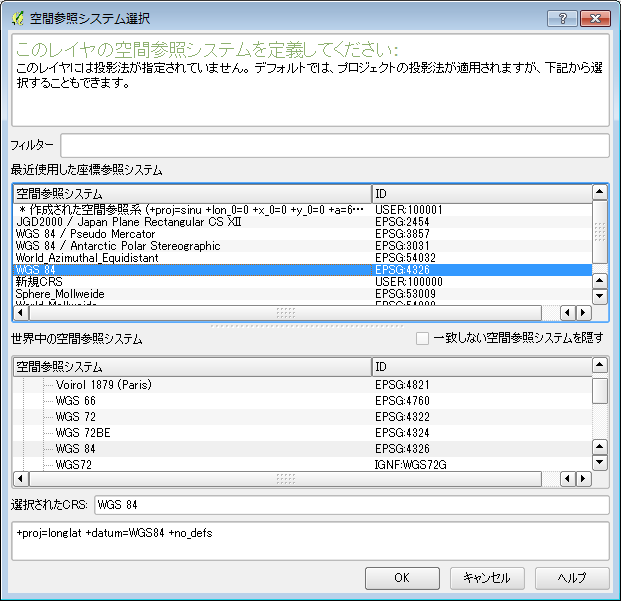 空間参照システム選択
このレイヤの空間参照システムを定義してください:
このレイヤには投影法が指定されていません。デフォルトでは、プロジェクトの投影法が適用されますが、下記から選
択することもできます。
フィルター
最近使用した座標参照システム
空間参照システム ID
* 作成された空間参照系 (+proj=sinu +lon_0=0 +x_0=0 +y_0=0 +a=6… USER:100001
JGD2000 / Japan Plane Rectangular CS XII EPSG:2454
WGS 84 / Pseudo Mercator EPSG:3857
WGS 84 / Antarctic Polar Stereographic EPSG:3031
World_Azimuthal_Equidistant EPSG:54032
WGS 84 EPSG:4326
新規CRS USER:100000
Sphere_Mollweide EPSG:53009
World_Mollweide EPSG:54009
世界中の空間参照システム 一致しない空間参照システムを隠す
空間参照システム ID
Voirol 1879 (Paris) EPSG:4821
WGS 66 EPSG:4760
WGS 72 EPSG:4322
WGS 72BE EPSG:4324
WGS 84 EPSG:4326
WGS72 IGNF:WGS72G
選択されたCRS: WGS 84
+proj=longlat +datum=WGS84 +no_defs
OK キャンセル ヘルプ